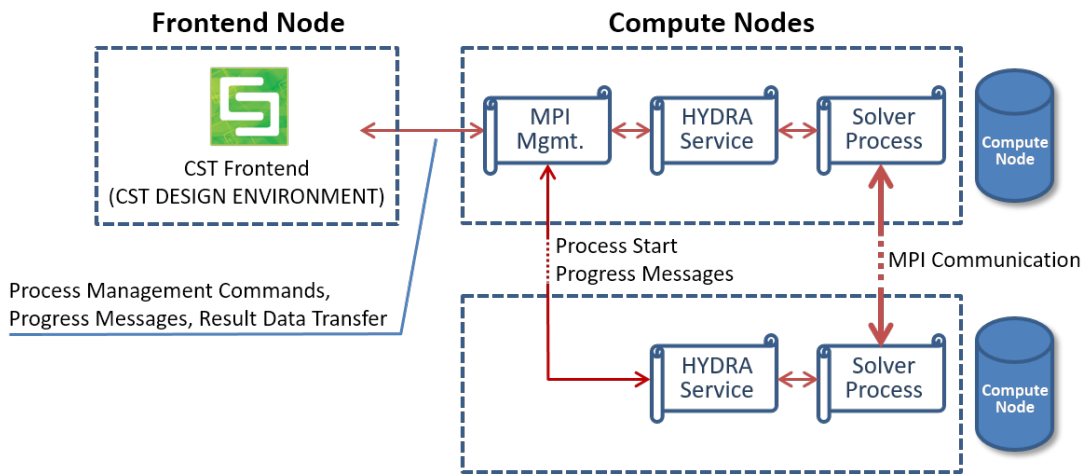 Frontend Node
Compute Nodes
CST Frontend
(CST DESIGN ENVIRONMENT)
MPI
Mgmt.
HYDRA
Service
Solver
Process
Compute
Node
Process Start
Progress Messages
MPI Communication
Process Management Commands,
Progress Messages, Result Data Transfer
HYDRA
Service
Solver
Process
Compute
Node